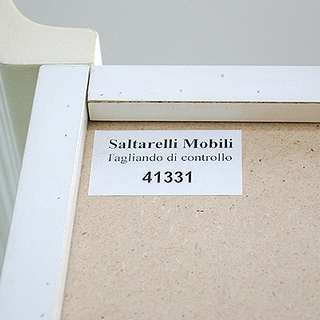 Saltarelli Mobili
Tagliando di controllo
41331